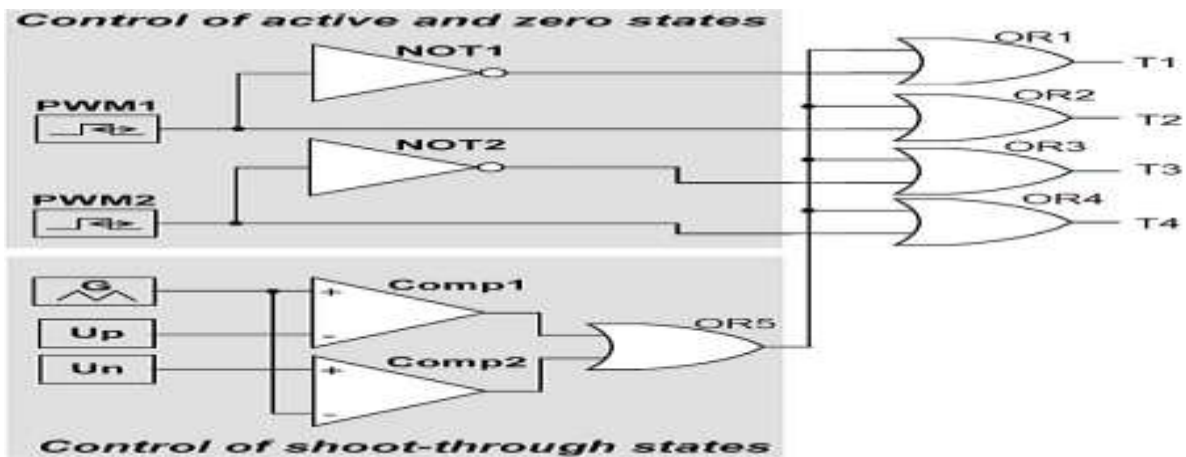 Control of active and zero states
NOT1
OR1
T1
PWM1
OR2
T2
NOT2
OR3
T3
PWM2
OR4
T4
G
+
Comp1
Up
-
OR5
Un
+
Comp2
-
Control of shoot-through states